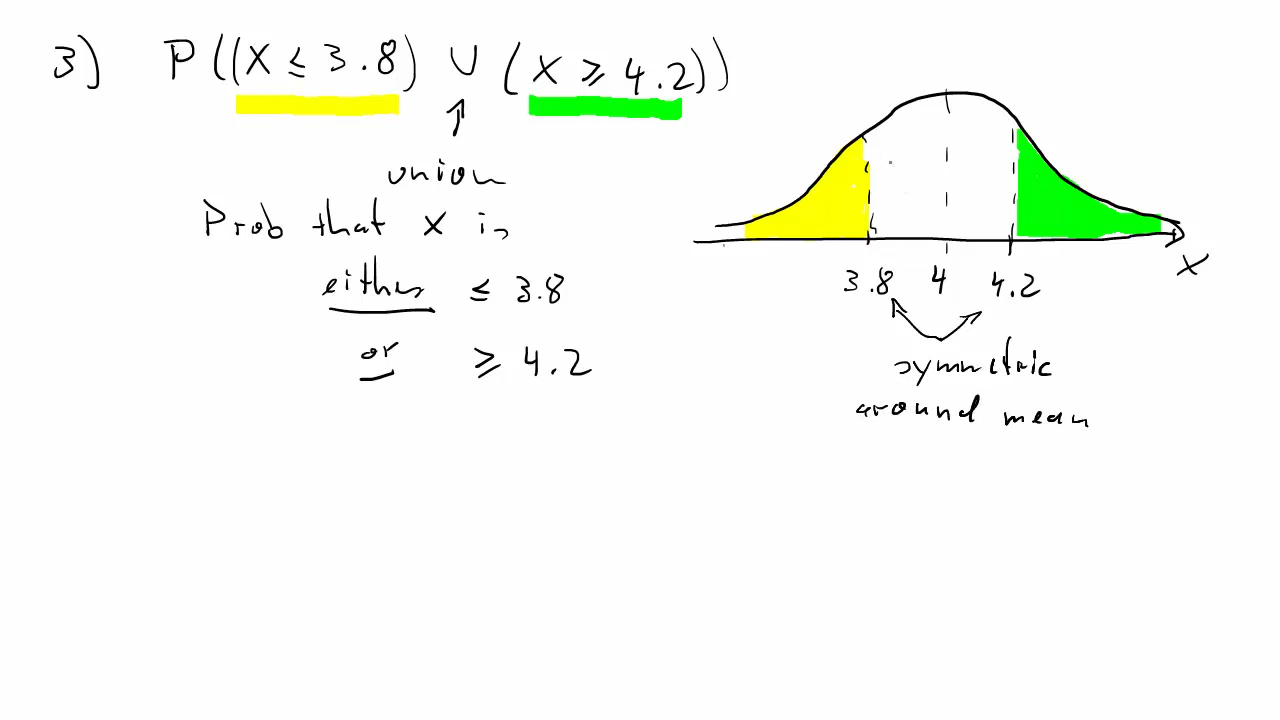 3) P((X ≤ 3.8) ∪ (X ≥ 4.2))
union
Prob that X is
either ≤ 3.8
or ≥ 4.2
3.8 4 4.2
X
symmetric
around mean